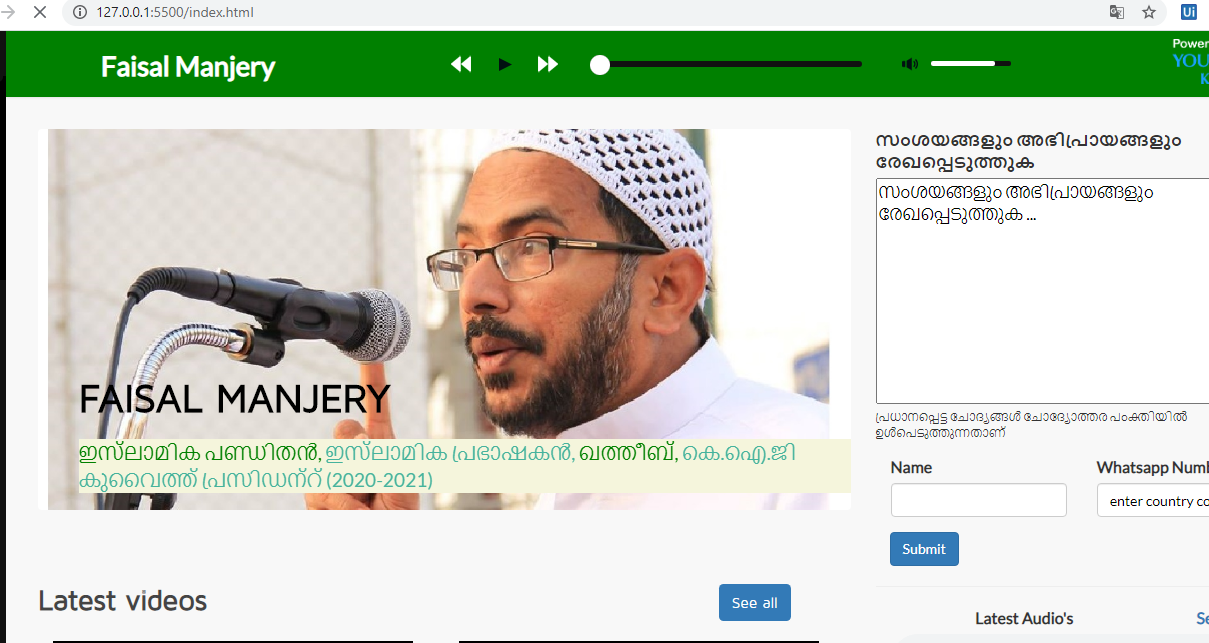 127.0.0.1:5500/index.html
Ui
Faisal Manjery
Power
YOU
K
സംശയങ്ങളും അഭിപ്രായങ്ങളും
രേഖപ്പെടുത്തുക
സംശയങ്ങളും അഭിപ്രായങ്ങളും
രേഖപ്പെടുത്തുക ...
FAISAL MANJERY
ഇസ്ലാമിക പണ്ഡിതൻ, ഇസ്ലാമിക പ്രഭാഷകൻ, ഖത്തീബ്, കെ.ഐ.ജി
കുവൈത്ത് പ്രസിഡന്റ് (2020-2021)
പ്രധാനപ്പെട്ട ചോദ്യങ്ങൾ ചോദ്യോത്തര പംക്തിയിൽ
ഉൾപെടുത്തുന്നതാണ്
Name Whatsapp Numb
enter country co
Submit
Latest videos See all
Latest Audio's Se